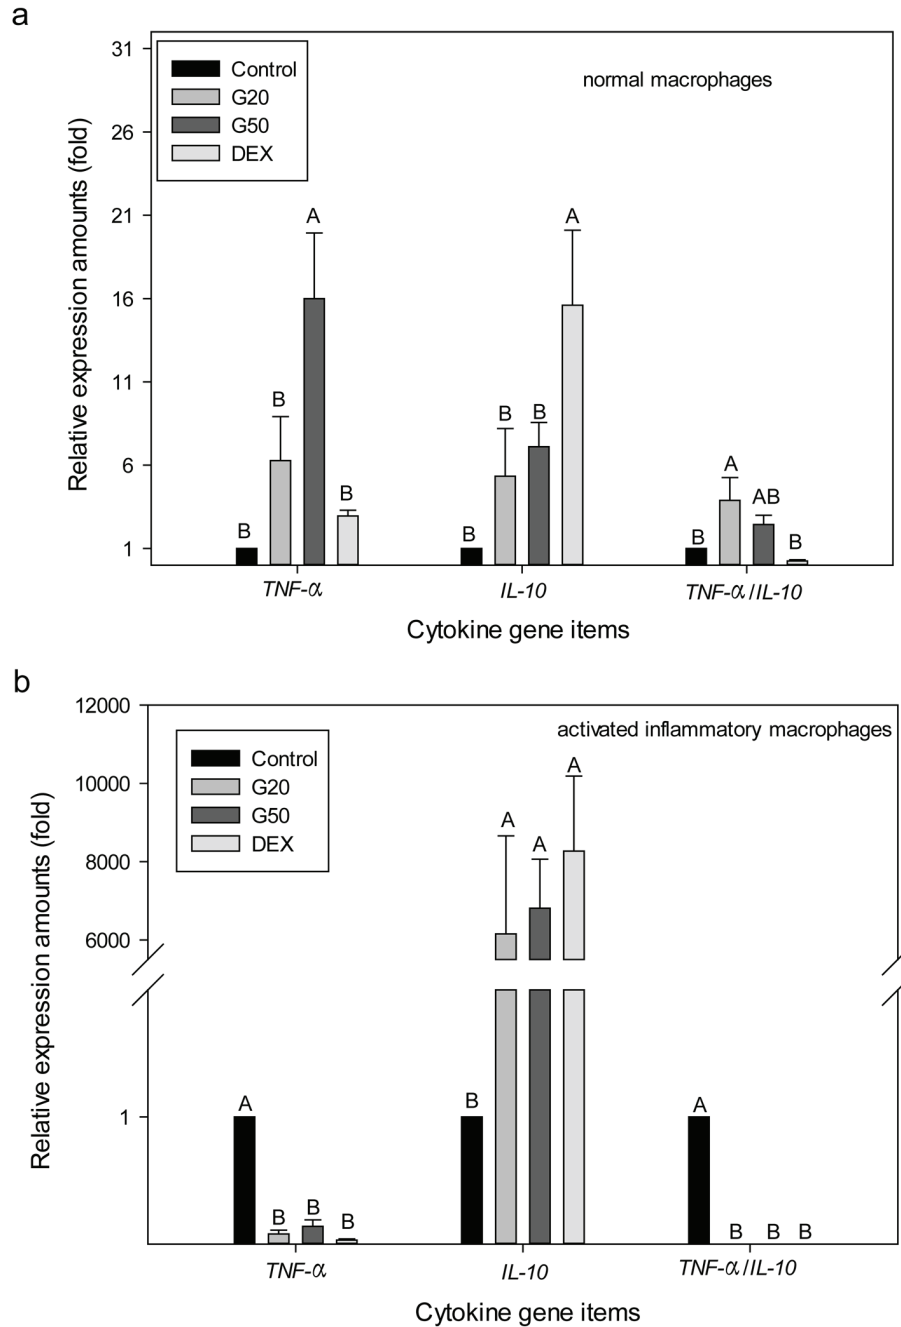 a
Relative expression amounts (fold)
31
26
21
16
11
6
1
Control
G20
G50
DEX
normal macrophages
B
B
A
B
B
B
B
A
B
A
AB
B
TNF-α
IL-10
TNF-α/IL-10
Cytokine gene items
b
Relative expression amounts (fold)
12000
10000
8000
6000
1
Control
G20
G50
DEX
activated inflammatory macrophages
A
B
B
B
B
A
A
A
A
B
B
B
TNF-α
IL-10
TNF-α/IL-10
Cytokine gene items